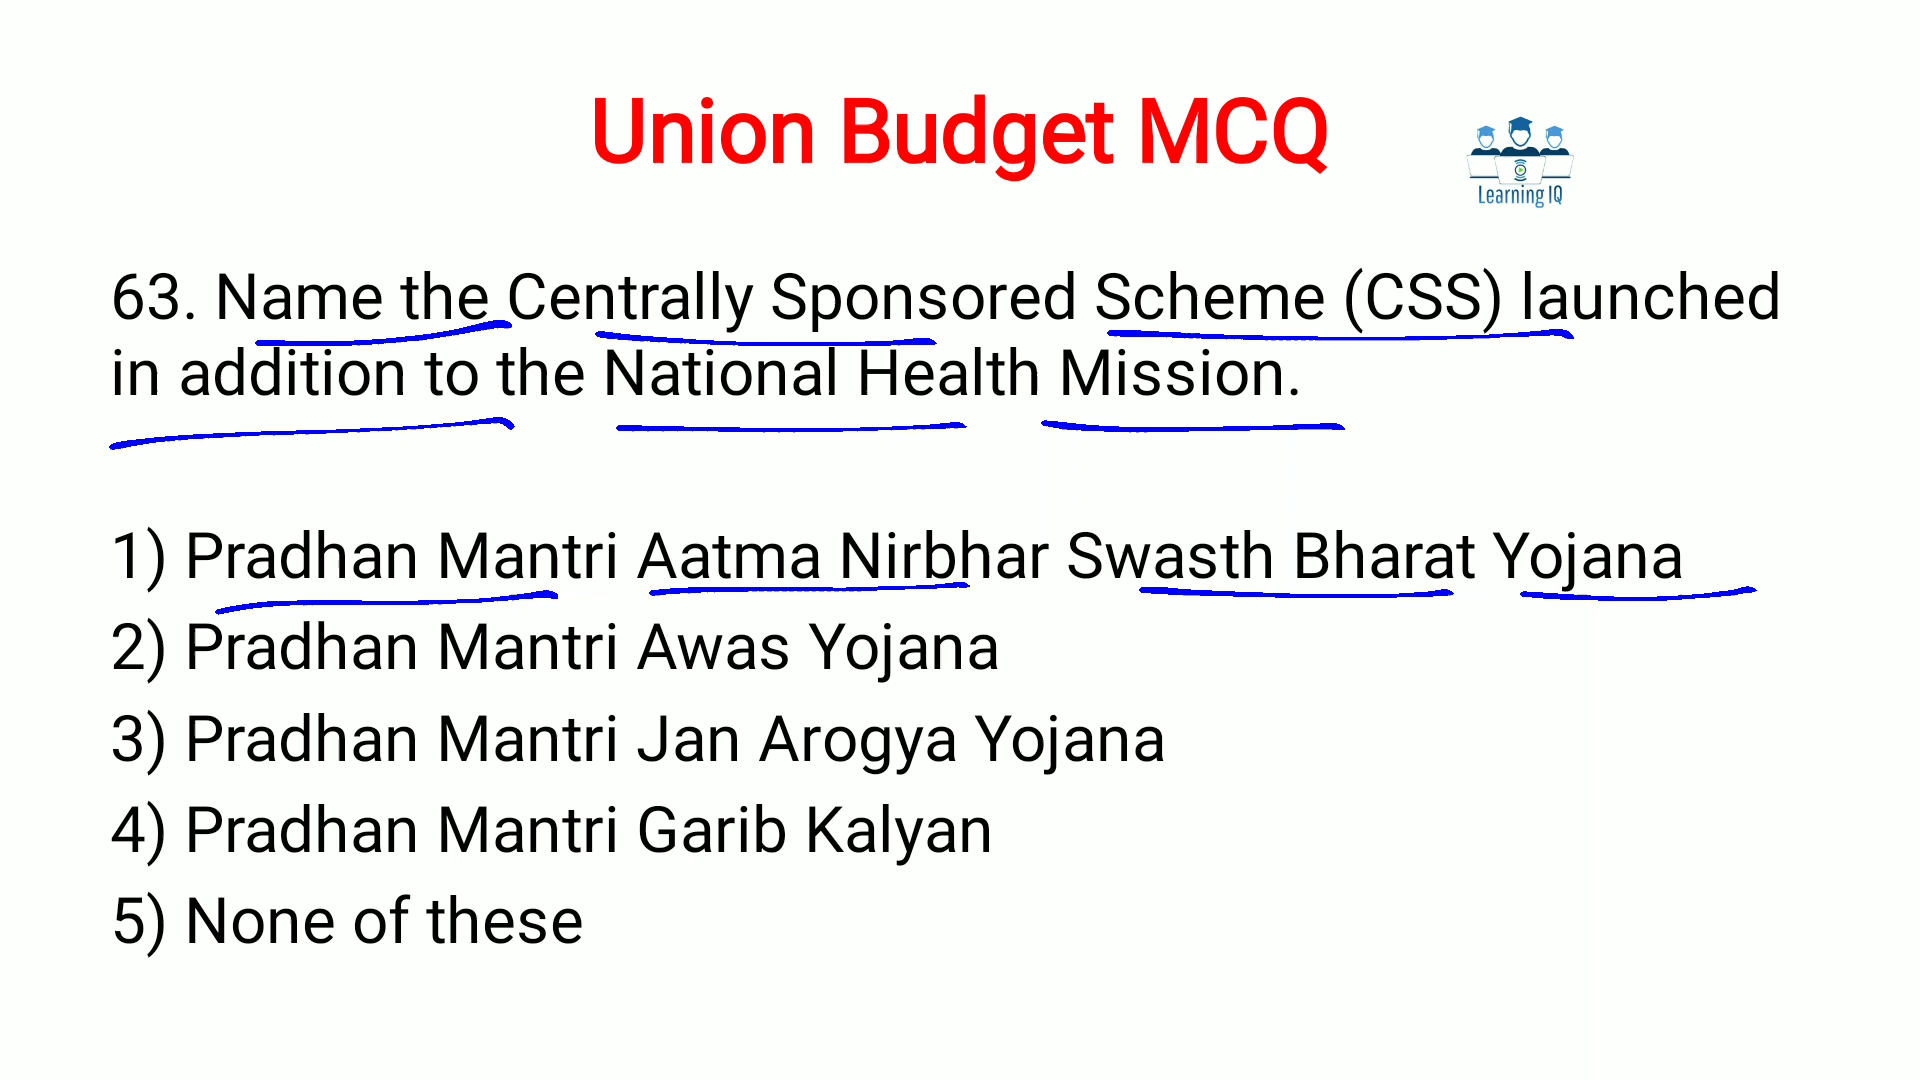 Union Budget MCQ
Learning IQ
63. Name the Centrally Sponsored Scheme (CSS) launched
in addition to the National Health Mission.
1) Pradhan Mantri Aatma Nirbhar Swasth Bharat Yojana
2) Pradhan Mantri Awas Yojana
3) Pradhan Mantri Jan Arogya Yojana
4) Pradhan Mantri Garib Kalyan
5) None of these